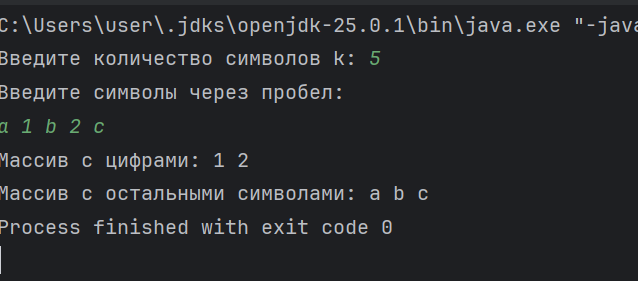 C:\Users\user\.jdks\openjdk-25.0.1\bin\java.exe "-java
Введите количество символов k: 5
Введите символы через пробел:
a 1 b 2 c
Массив с цифрами: 1 2
Массив с остальными символами: a b c
Process finished with exit code 0